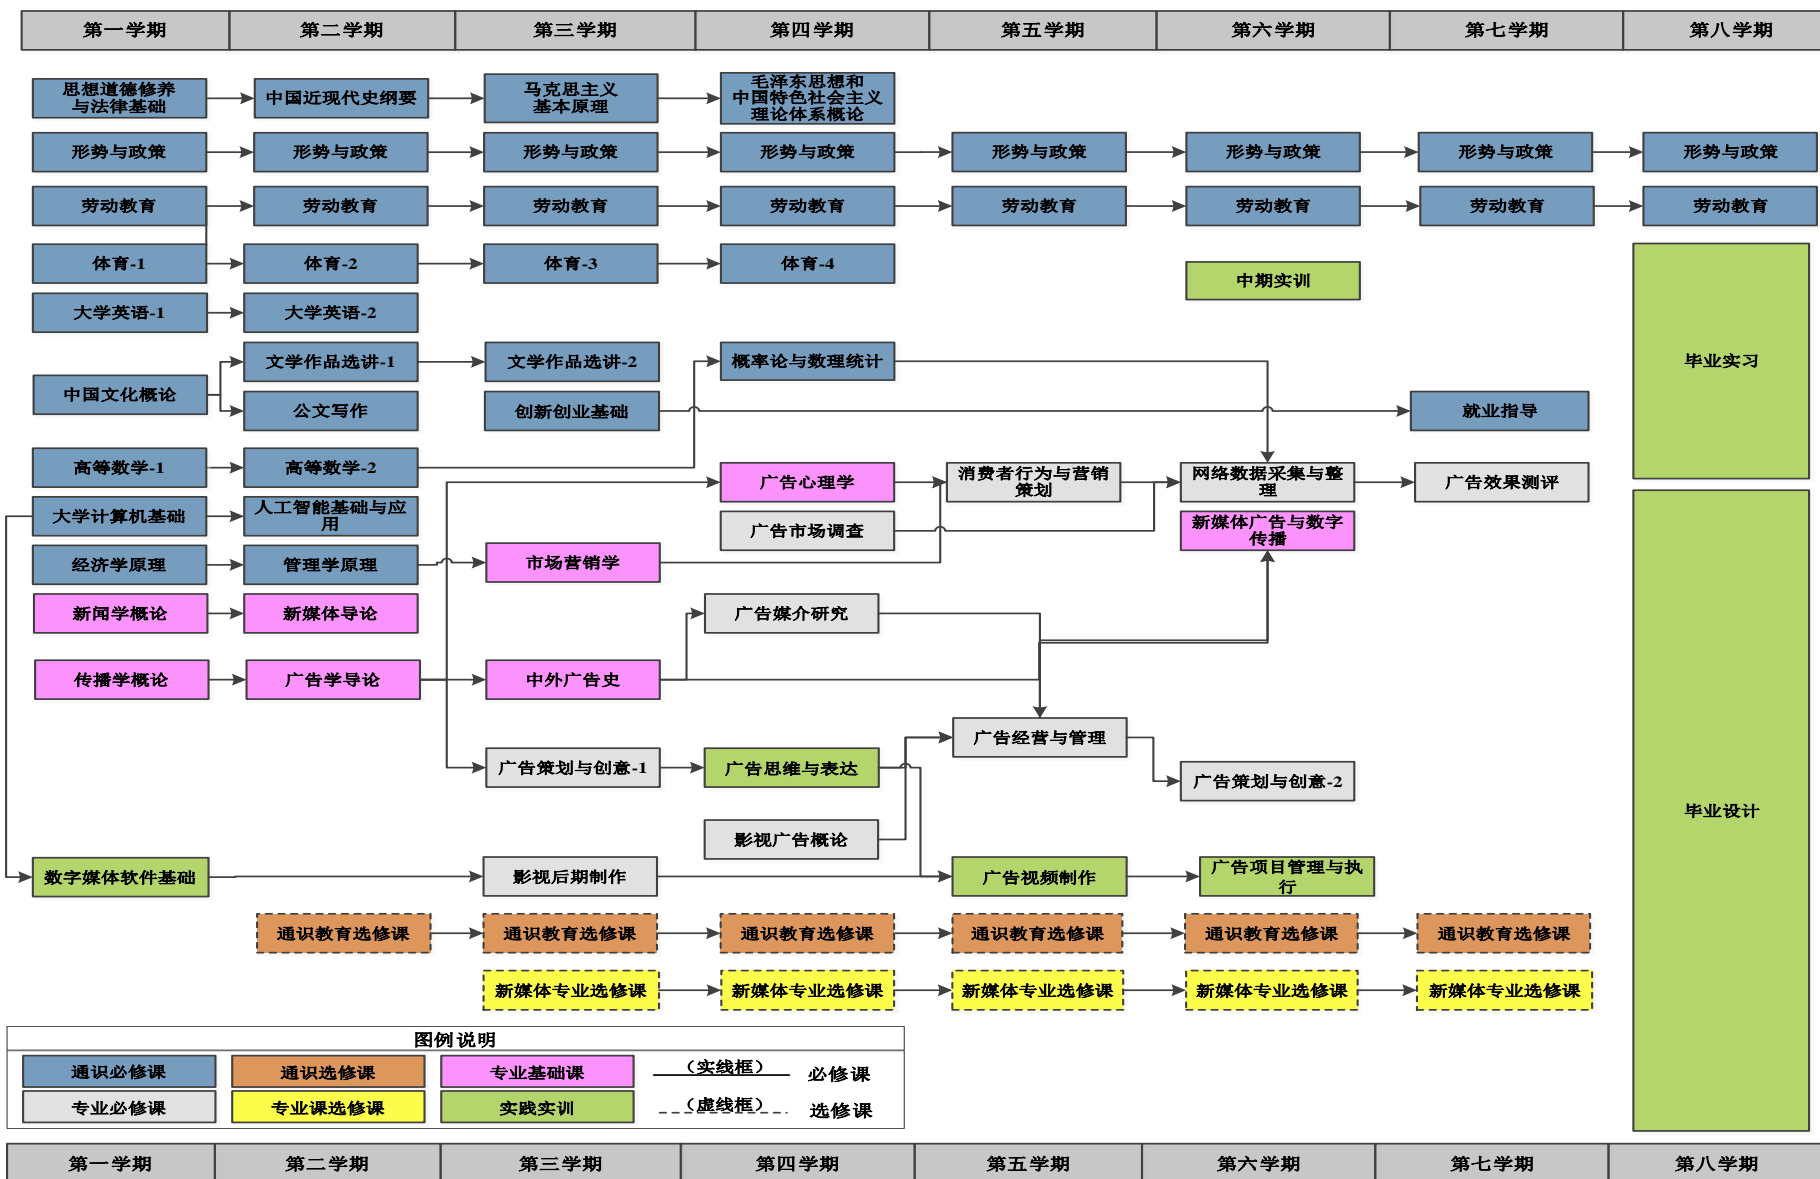 第一学期
第二学期
第三学期
第四学期
第五学期
第六学期
第七学期
第八学期
思想道德修养
与法律基础
中国近现代史纲要
马克思主义
基本原理
毛泽东思想和
中国特色社会主义
理论体系概论
形势与政策
形势与政策
形势与政策
形势与政策
形势与政策
形势与政策
形势与政策
形势与政策
劳动教育
劳动教育
劳动教育
劳动教育
劳动教育
劳动教育
劳动教育
劳动教育
体育-1
体育-2
体育-3
体育-4
中期实训
大学英语-1
大学英语-2
毕业实习
中国文化概论
文学作品选讲-1
文学作品选讲-2
概率论与数理统计
公文写作
创新创业基础
就业指导
高等数学-1
高等数学-2
广告心理学
消费者行为与营销
策划
网络数据采集与整
理
广告效果测评
大学计算机基础
人工智能基础与应
用
广告市场调查
新媒体广告与数字
传播
经济学原理
管理学原理
市场营销学
新闻学概论
新媒体导论
广告媒介研究
传播学概论
广告学导论
中外广告史
广告经营与管理
广告策划与创意-1
广告思维与表达
广告策划与创意-2
毕业设计
影视广告概论
数字媒体软件基础
影视后期制作
广告视频制作
广告项目管理与执
行
通识教育选修课
通识教育选修课
通识教育选修课
通识教育选修课
通识教育选修课
通识教育选修课
新媒体专业选修课
新媒体专业选修课
新媒体专业选修课
新媒体专业选修课
新媒体专业选修课
图例说明
通识必修课
通识选修课
专业基础课
（实线框）
必修课
专业必修课
专业课选修课
实践实训
（虚线框）
选修课
第一学期
第二学期
第三学期
第四学期
第五学期
第六学期
第七学期
第八学期